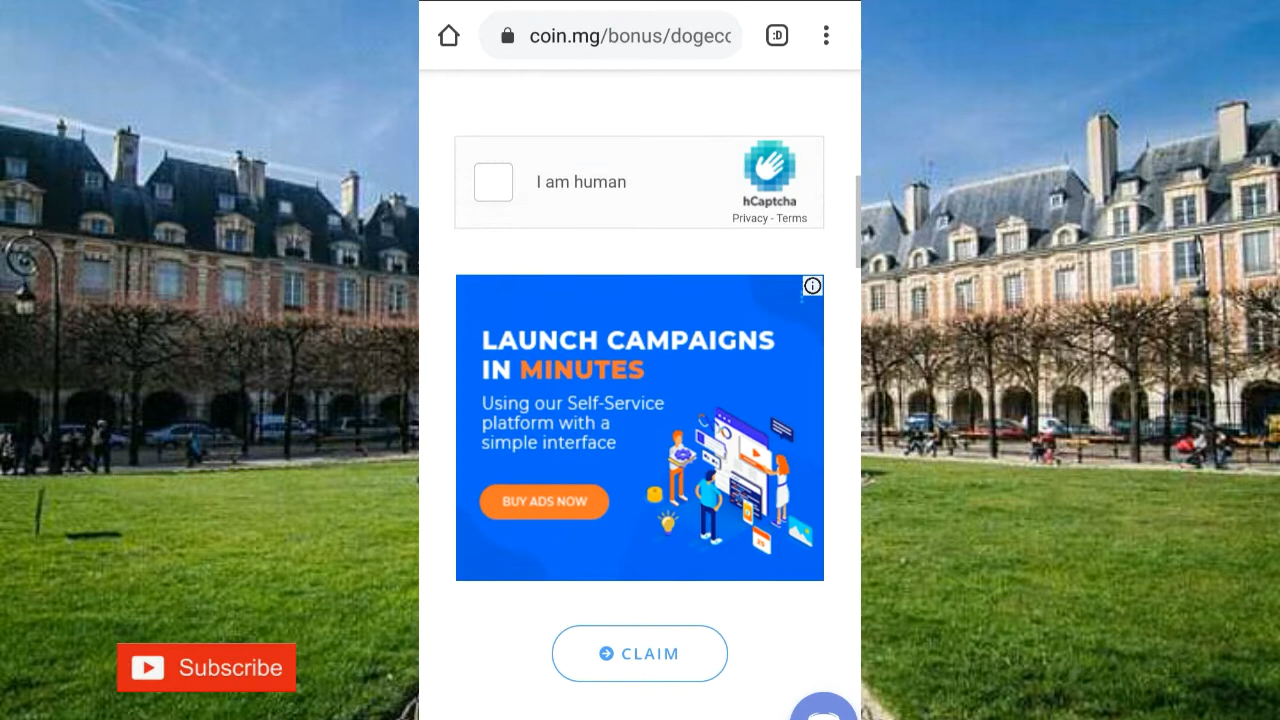 coin.mg/bonus/dogecc
:D
I am human
hCaptcha
Privacy - Terms
LAUNCH CAMPAIGNS
IN MINUTES
Using our Self-Service
platform with a
simple interface
BUY ADS NOW
CLAIM
Subscribe